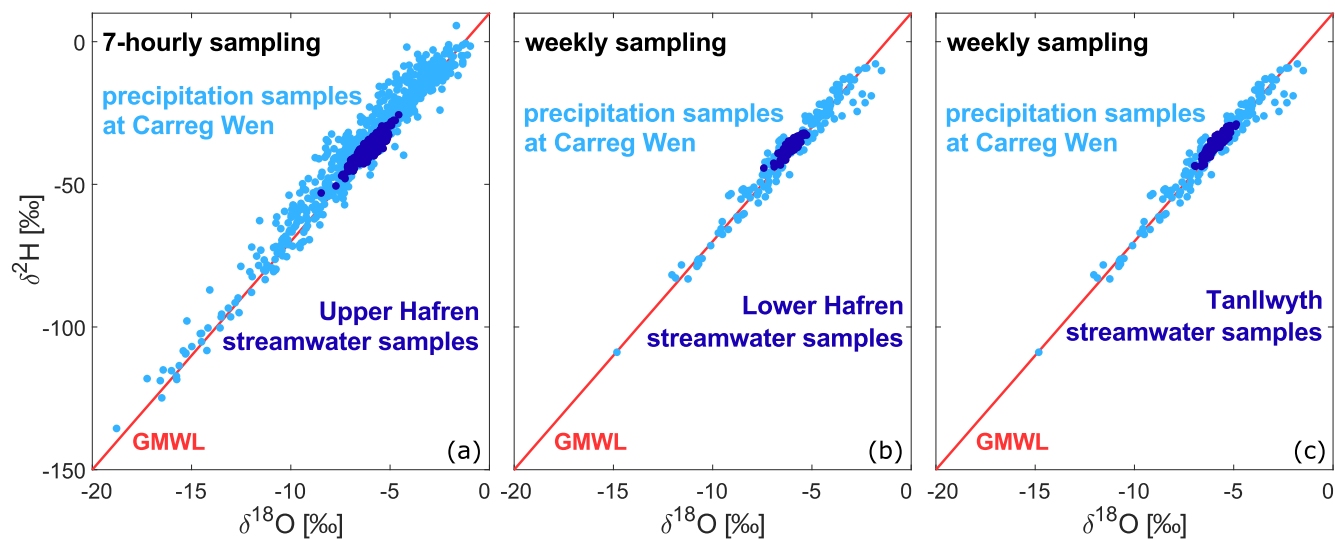 7-hourly sampling
precipitation samples
at Carreg Wen
Upper Hafren
streamwater samples
GMWL
(a)
0
-50
-100
-150
δ²H [‰]
-20 -15 -10 -5 0
δ¹⁸O [‰]
weekly sampling
precipitation samples
at Carreg Wen
Lower Hafren
streamwater samples
GMWL
(b)
-20 -15 -10 -5 0
δ¹⁸O [‰]
weekly sampling
precipitation samples
at Carreg Wen
Tanllwyth
streamwater samples
GMWL
(c)
-20 -15 -10 -5 0
δ¹⁸O [‰]